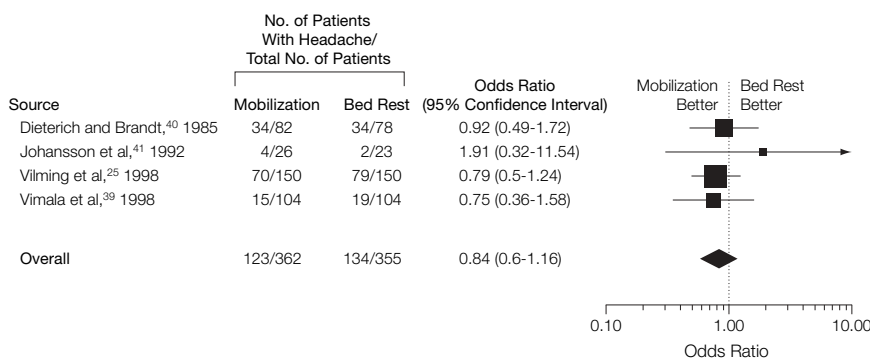 No. of Patients
With Headache/
Total No. of Patients
Odds Ratio
(95% Confidence Interval)
Mobilization Better
Bed Rest Better
Source Mobilization Bed Rest
Dieterich and Brandt,⁴⁰ 1985 34/82 34/78 0.92 (0.49-1.72)
Johansson et al,⁴¹ 1992 4/26 2/23 1.91 (0.32-11.54)
Vilming et al,²⁵ 1998 70/150 79/150 0.79 (0.5-1.24)
Vimala et al,³⁹ 1998 15/104 19/104 0.75 (0.36-1.58)
Overall 123/362 134/355 0.84 (0.6-1.16)
0.10 1.00 10.00
Odds Ratio